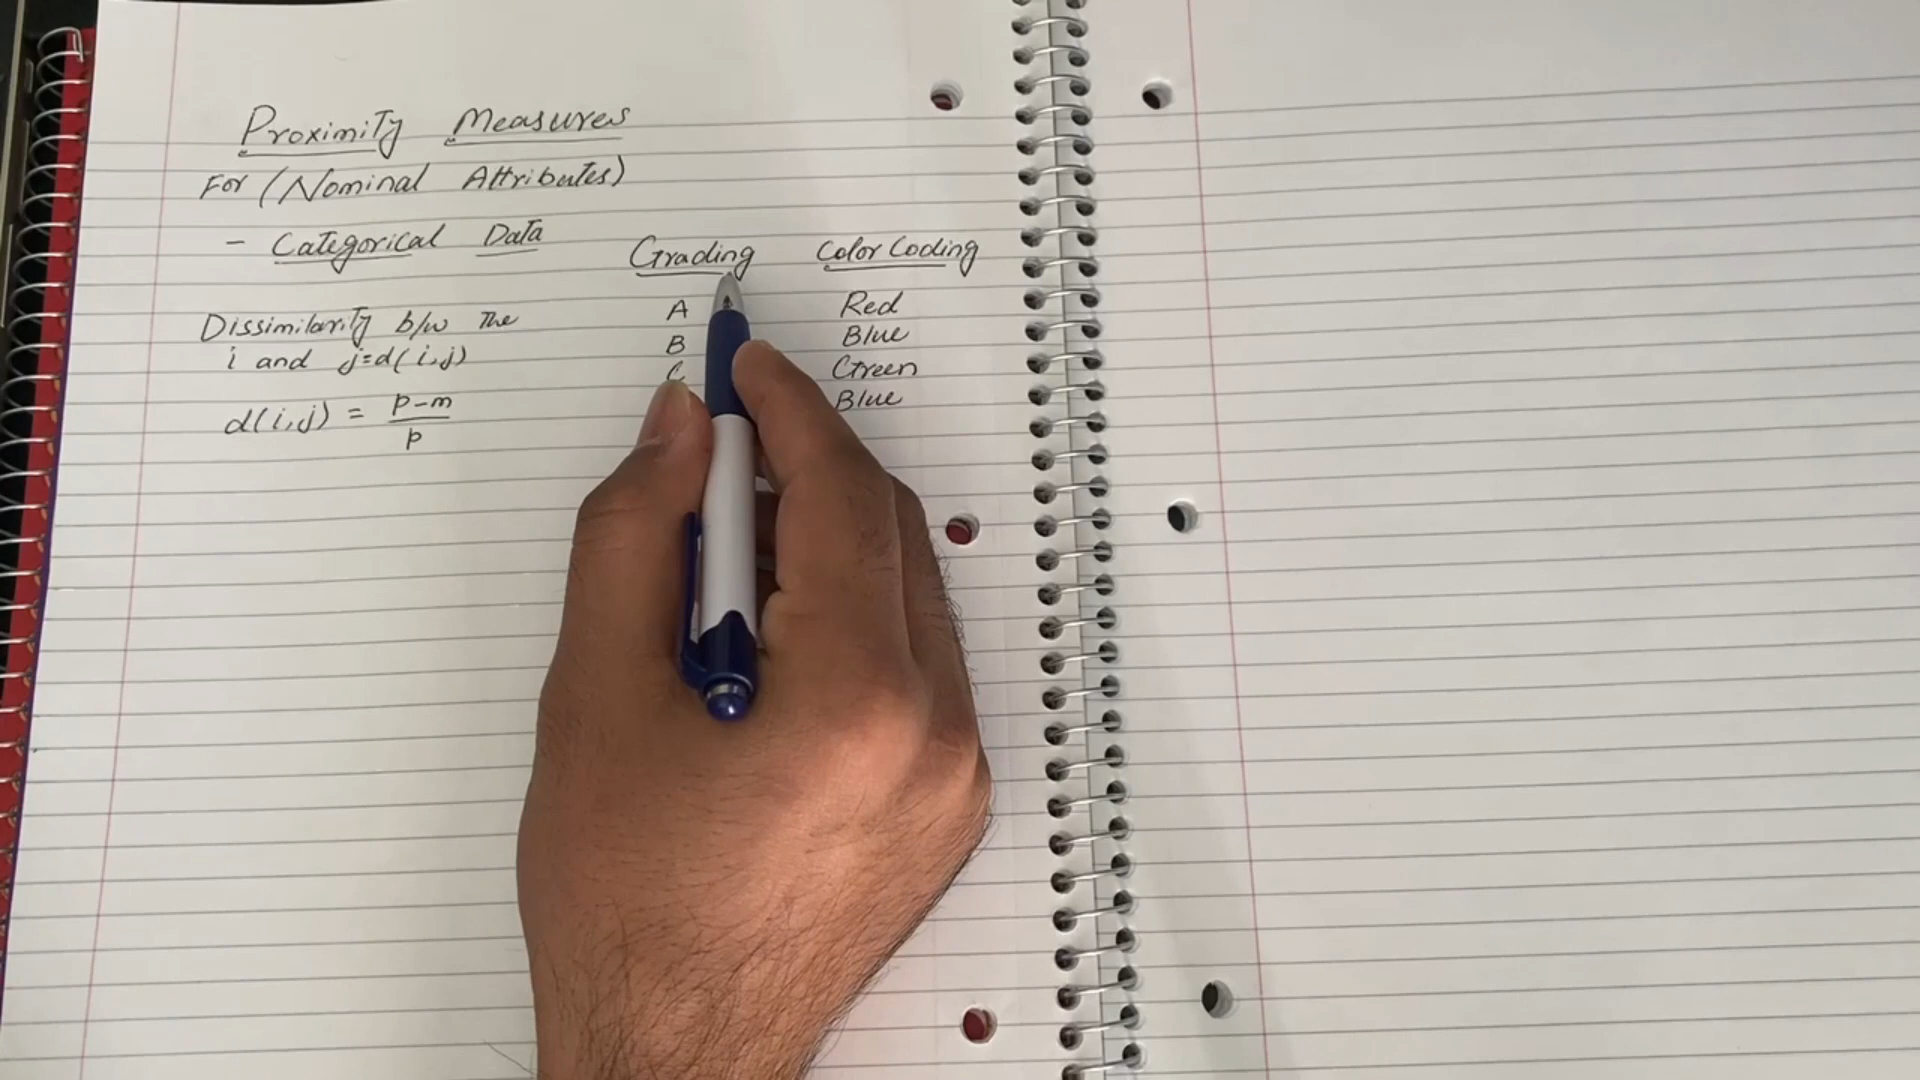 Proximity Measures
For (Nominal Attributes)
- Categorical Data
Grading Color Coding
A Red
B Blue
C Green
Blue
Dissimilarity b/w The
i and j=d(i,j)
d(i,j) = p-m
p